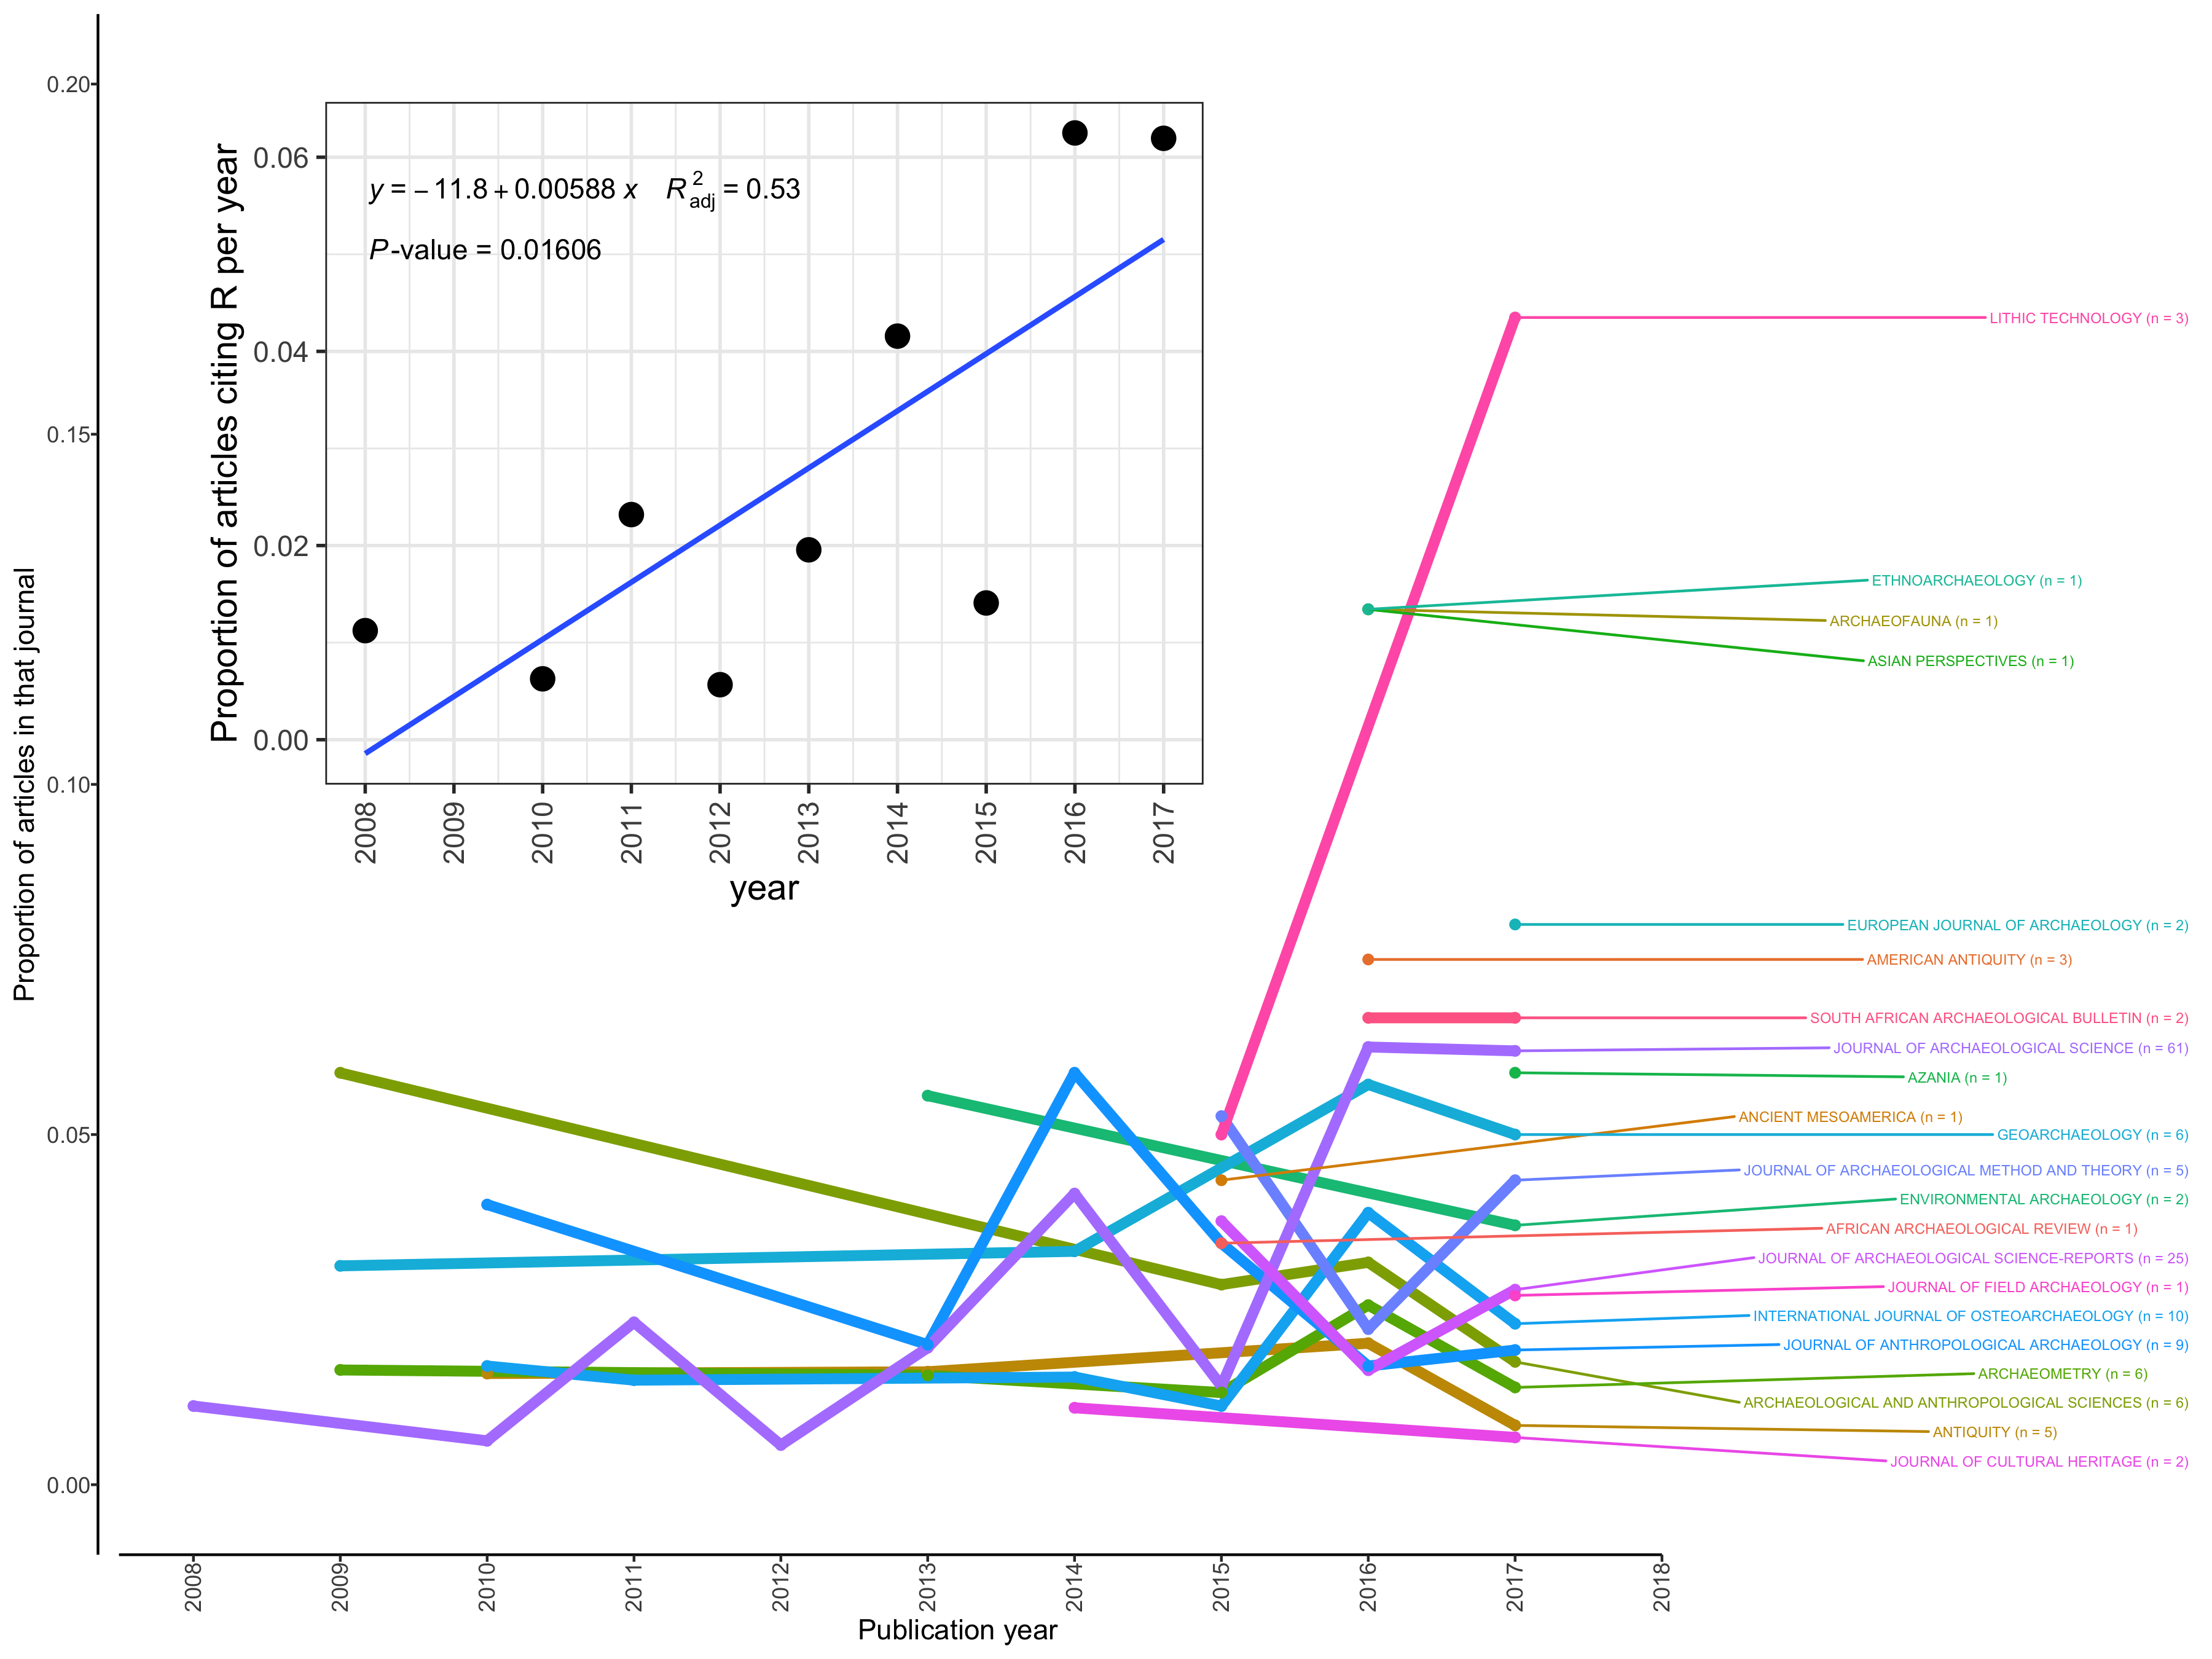 0.20
0.15
0.10
0.05
0.00
Proportion of articles in that journal
Proportion of articles citing R per year
0.06
0.04
0.02
0.00
y = − 11.8 + 0.00588 x R²adj = 0.53
P-value = 0.01606
2008 2009 2010 2011 2012 2013 2014 2015 2016 2017
year
LITHIC TECHNOLOGY (n = 3)
ETHNOARCHAEOLOGY (n = 1)
ARCHAEOFAUNA (n = 1)
ASIAN PERSPECTIVES (n = 1)
EUROPEAN JOURNAL OF ARCHAEOLOGY (n = 2)
AMERICAN ANTIQUITY (n = 3)
SOUTH AFRICAN ARCHAEOLOGICAL BULLETIN (n = 2)
JOURNAL OF ARCHAEOLOGICAL SCIENCE (n = 61)
AZANIA (n = 1)
ANCIENT MESOAMERICA (n = 1)
GEOARCHAEOLOGY (n = 6)
JOURNAL OF ARCHAEOLOGICAL METHOD AND THEORY (n = 5)
ENVIRONMENTAL ARCHAEOLOGY (n = 2)
AFRICAN ARCHAEOLOGICAL REVIEW (n = 1)
JOURNAL OF ARCHAEOLOGICAL SCIENCE-REPORTS (n = 25)
JOURNAL OF FIELD ARCHAEOLOGY (n = 1)
INTERNATIONAL JOURNAL OF OSTEOARCHAEOLOGY (n = 10)
JOURNAL OF ANTHROPOLOGICAL ARCHAEOLOGY (n = 9)
ARCHAEOMETRY (n = 6)
ARCHAEOLOGICAL AND ANTHROPOLOGICAL SCIENCES (n = 6)
ANTIQUITY (n = 5)
JOURNAL OF CULTURAL HERITAGE (n = 2)
2008 2009 2010 2011 2012 2013 2014 2015 2016 2017 2018
Publication year